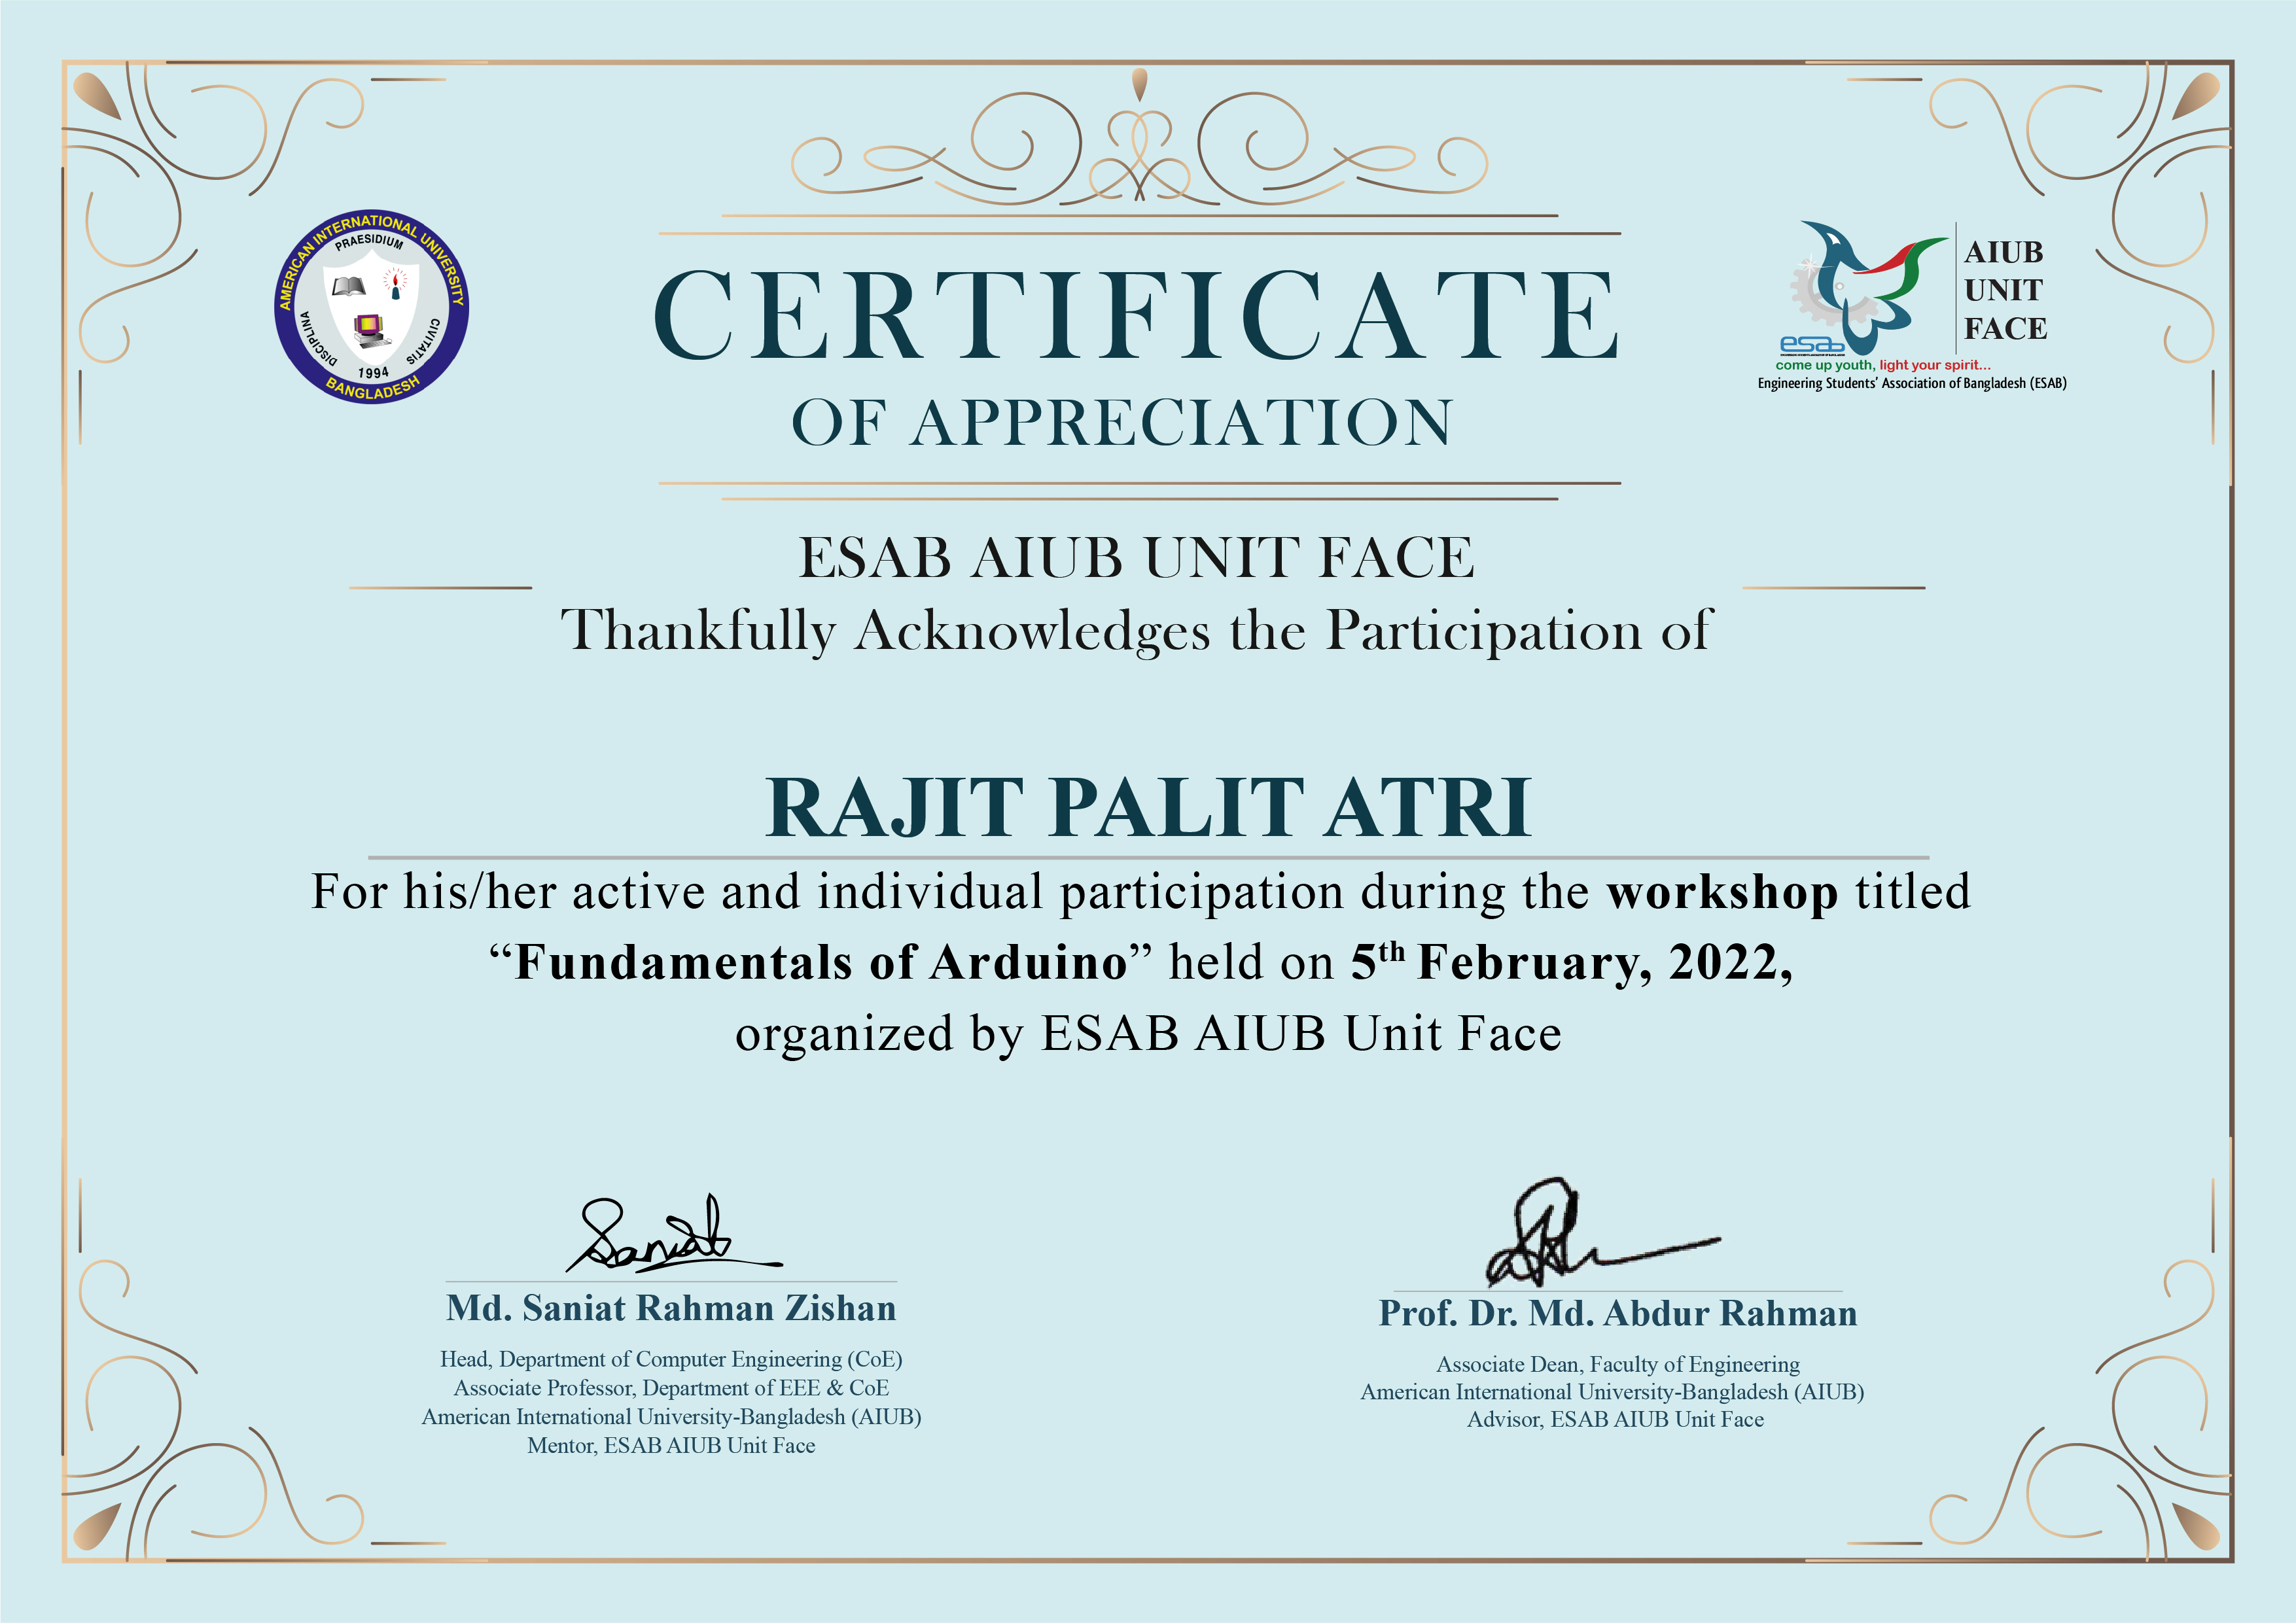 AMERICAN INTERNATIONAL UNIVERSITY
PRAESIDIUM
DISCIPLINA
CIVITATIS
1994
BANGLADESH
CERTIFICATE
OF APPRECIATION
AIUB
UNIT
FACE
esab
come up youth, light your spirit...
Engineering Students' Association of Bangladesh (ESAB)
ESAB AIUB UNIT FACE
Thankfully Acknowledges the Participation of
RAJIT PALIT ATRI
For his/her active and individual participation during the workshop titled
“Fundamentals of Arduino” held on 5th February, 2022,
organized by ESAB AIUB Unit Face
Saniat
Md. Saniat Rahman Zishan
Head, Department of Computer Engineering (CoE)
Associate Professor, Department of EEE & CoE
American International University-Bangladesh (AIUB)
Mentor, ESAB AIUB Unit Face
Prof. Dr. Md. Abdur Rahman
Associate Dean, Faculty of Engineering
American International University-Bangladesh (AIUB)
Advisor, ESAB AIUB Unit Face